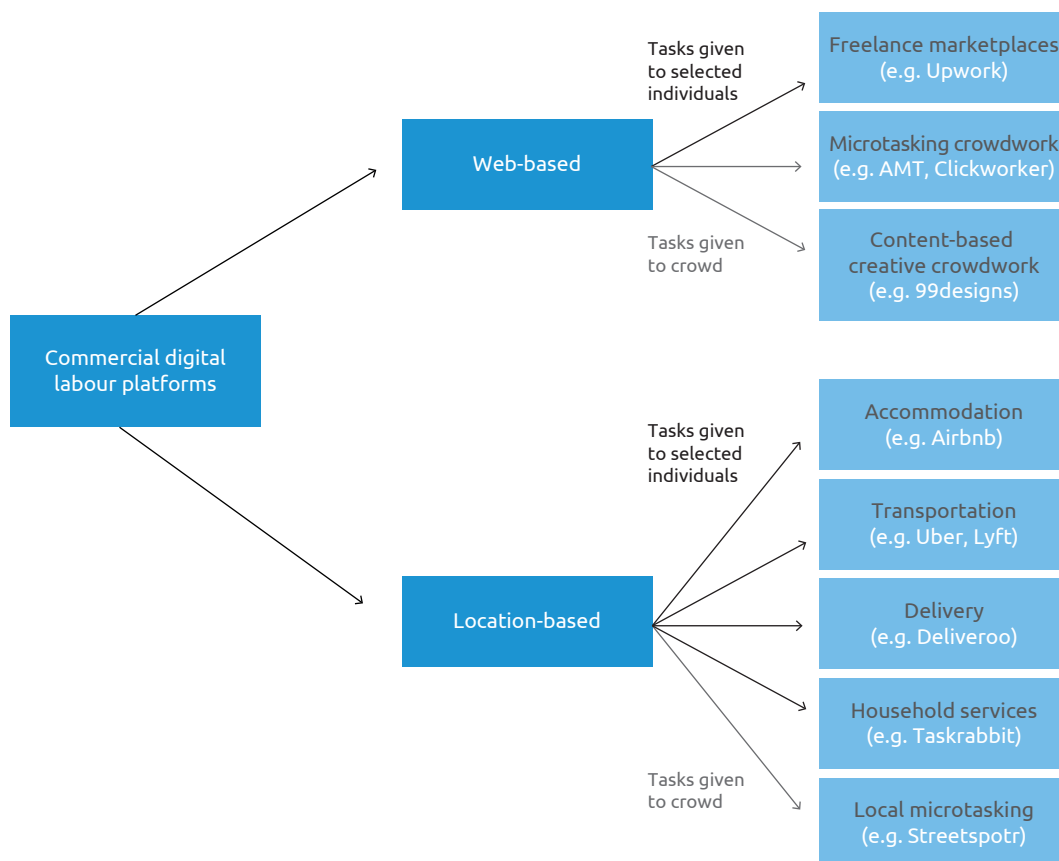 Tasks given
to selected
individuals
Freelance marketplaces
(e.g. Upwork)
Web-based
Microtasking crowdwork
(e.g. AMT, Clickworker)
Tasks given
to crowd
Content-based
creative crowdwork
(e.g. 99designs)
Commercial digital
labour platforms
Tasks given
to selected
individuals
Accommodation
(e.g. Airbnb)
Transportation
(e.g. Uber, Lyft)
Location-based
Delivery
(e.g. Deliveroo)
Household services
(e.g. Taskrabbit)
Tasks given
to crowd
Local microtasking
(e.g. Streetspotr)